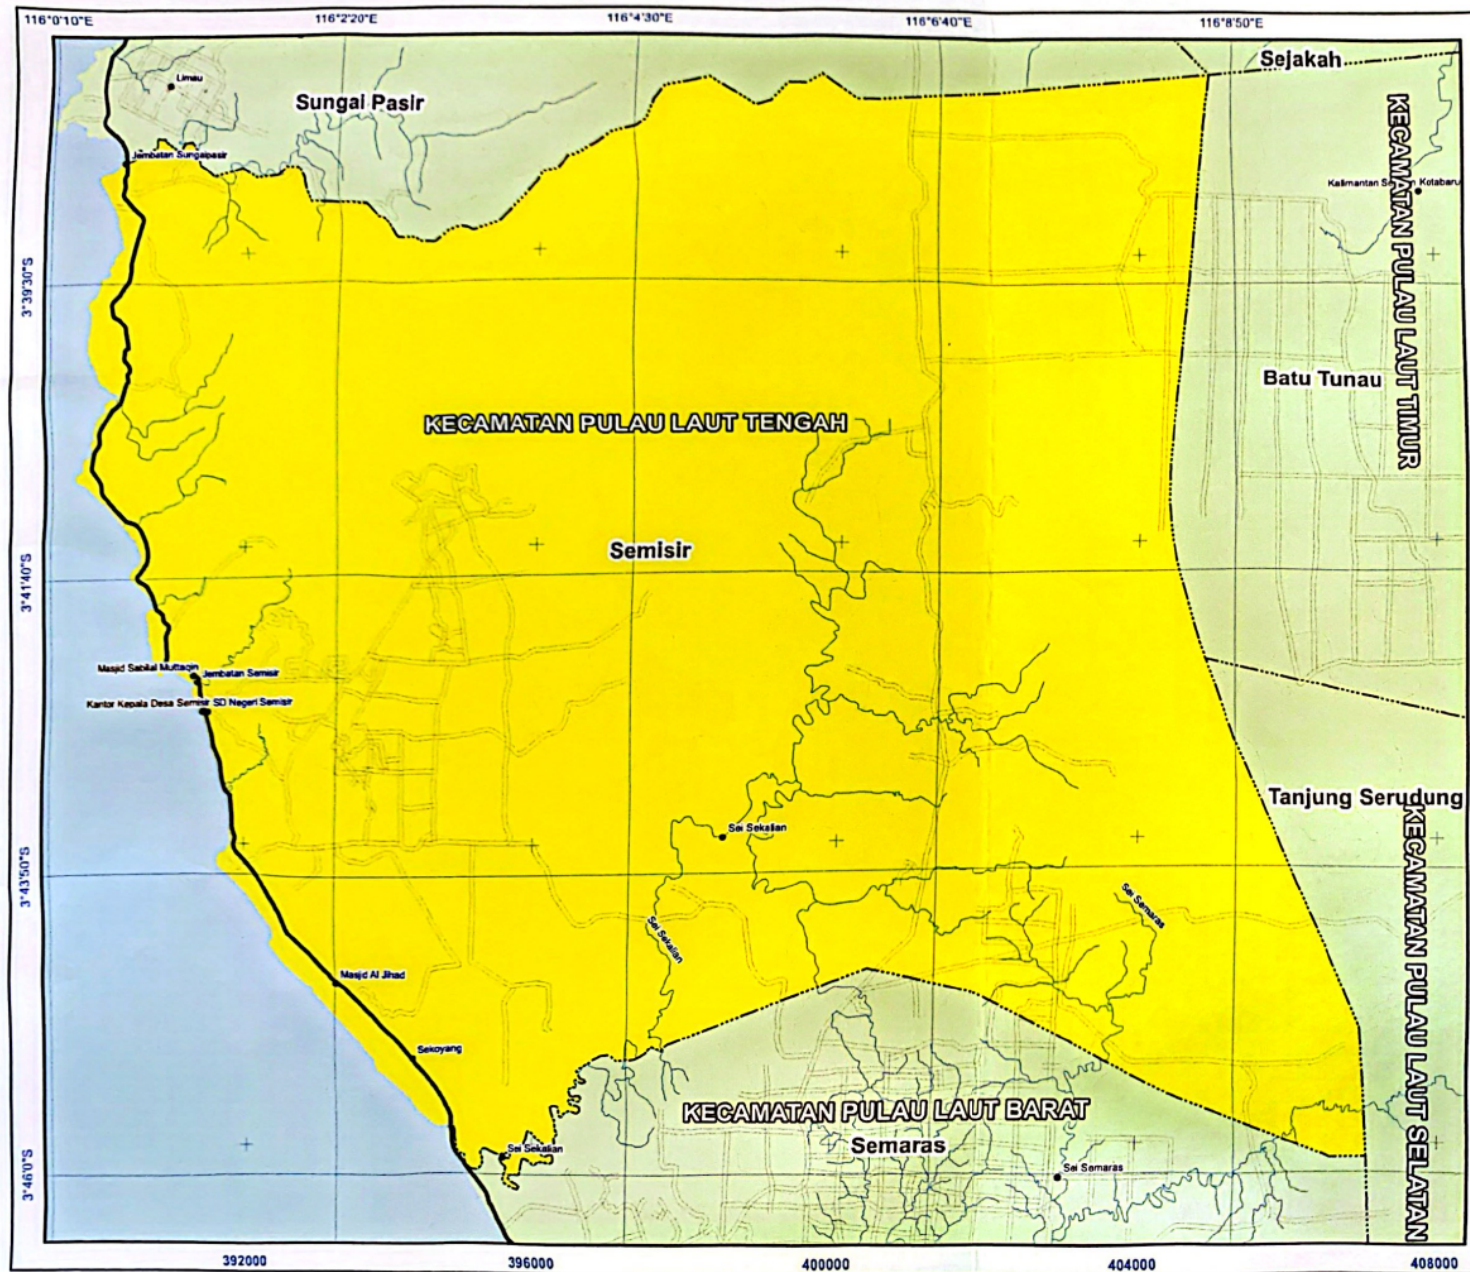 116°0'10"E
116°2'20"E
116°4'30"E
116°6'40"E
116°8'50"E
Sejakah
Limau
Sungai Pasir
KECAMATAN PULAU LAUT TIMUR
Jembatan Sungaipasir
Kalimantan Kotabaru
3°39'30"S
Batu Tunau
KECAMATAN PULAU LAUT TENGAH
Semisir
3°41'40"S
Masjid Sabilal Muttaqin
Jembatan Semisir
Kantor Kepala Desa Semisir SD Negeri Semisir
Tanjung Serudung
KECAMATAN PULAU LAUT SELATAN
Sei Sekalian
3°43'50"S
Sei Semaras
Sei Sekalian
Masjid Al Jihad
Sekoyang
KECAMATAN PULAU LAUT BARAT
Semaras
Sei Sekalian
Sei Semaras
3°46'0"S
392000
396000
400000
404000
408000